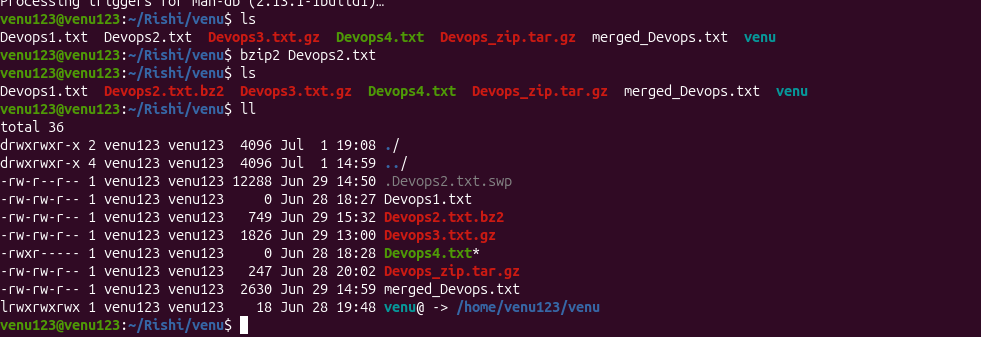 Processing triggers for man-db (2.13.1-1build1)…
venu123@venu123:~/Rishi/venu$ ls
Devops1.txt  Devops2.txt  Devops3.txt.gz  Devops4.txt  Devops_zip.tar.gz  merged_Devops.txt  venu
venu123@venu123:~/Rishi/venu$ bzip2 Devops2.txt
venu123@venu123:~/Rishi/venu$ ls
Devops1.txt  Devops2.txt.bz2  Devops3.txt.gz  Devops4.txt  Devops_zip.tar.gz  merged_Devops.txt  venu
venu123@venu123:~/Rishi/venu$ ll
total 36
drwxrwxr-x 2 venu123 venu123  4096 Jul  1 19:08 ./
drwxrwxr-x 4 venu123 venu123  4096 Jul  1 14:59 ../
-rw-r--r-- 1 venu123 venu123 12288 Jun 29 14:50 .Devops2.txt.swp
-rw-rw-r-- 1 venu123 venu123     0 Jun 28 18:27 Devops1.txt
-rw-rw-r-- 1 venu123 venu123   749 Jun 29 15:32 Devops2.txt.bz2
-rw-rw-r-- 1 venu123 venu123  1826 Jun 29 13:00 Devops3.txt.gz
-rwxr----- 1 venu123 venu123     0 Jun 28 18:28 Devops4.txt*
-rw-rw-r-- 1 venu123 venu123   247 Jun 28 20:02 Devops_zip.tar.gz
-rw-rw-r-- 1 venu123 venu123  2630 Jun 29 14:59 merged_Devops.txt
lrwxrwxrwx 1 venu123 venu123    18 Jun 28 19:48 venu@ -> /home/venu123/venu
venu123@venu123:~/Rishi/venu$